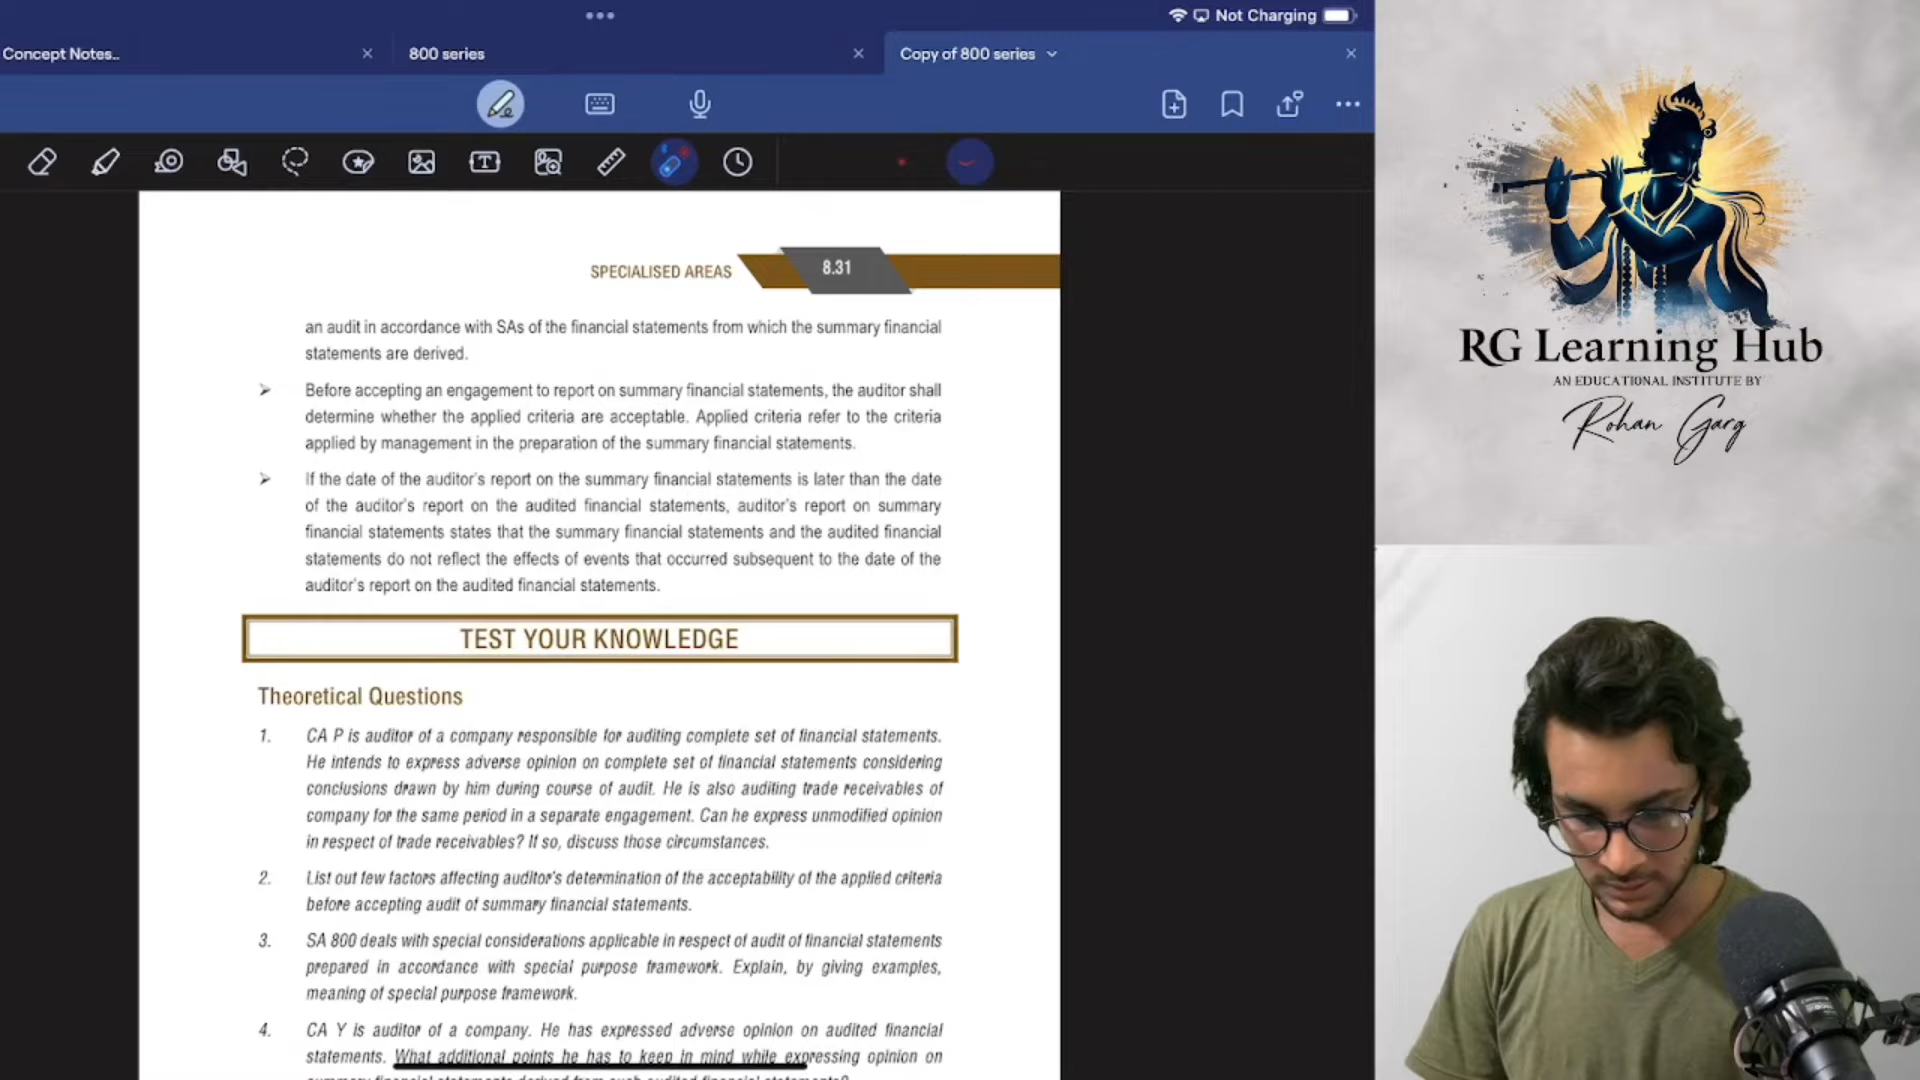 Not Charging
Concept Notes..
800 series
Copy of 800 series
SPECIALISED AREAS
8.31
an audit in accordance with SAs of the financial statements from which the summary financial
statements are derived.
Before accepting an engagement to report on summary financial statements, the auditor shall
determine whether the applied criteria are acceptable. Applied criteria refer to the criteria
applied by management in the preparation of the summary financial statements.
If the date of the auditor's report on the summary financial statements is later than the date
of the auditor's report on the audited financial statements, auditor's report on summary
financial statements states that the summary financial statements and the audited financial
statements do not reflect the effects of events that occurred subsequent to the date of the
auditor's report on the audited financial statements.
TEST YOUR KNOWLEDGE
Theoretical Questions
1. CA P is auditor of a company responsible for auditing complete set of financial statements.
He intends to express adverse opinion on complete set of financial statements considering
conclusions drawn by him during course of audit. He is also auditing trade receivables of
company for the same period in a separate engagement. Can he express unmodified opinion
in respect of trade receivables? If so, discuss those circumstances.
2. List out few factors affecting auditor's determination of the acceptability of the applied criteria
before accepting audit of summary financial statements.
3. SA 800 deals with special considerations applicable in respect of audit of financial statements
prepared in accordance with special purpose framework. Explain, by giving examples,
meaning of special purpose framework.
4. CA Y is auditor of a company. He has expressed adverse opinion on audited financial
statements. What additional points he has to keep in mind while expressing opinion on
summary financial statements derived from such audited financial statements?
RG Learning Hub
AN EDUCATIONAL INSTITUTE BY
Rohan Garg